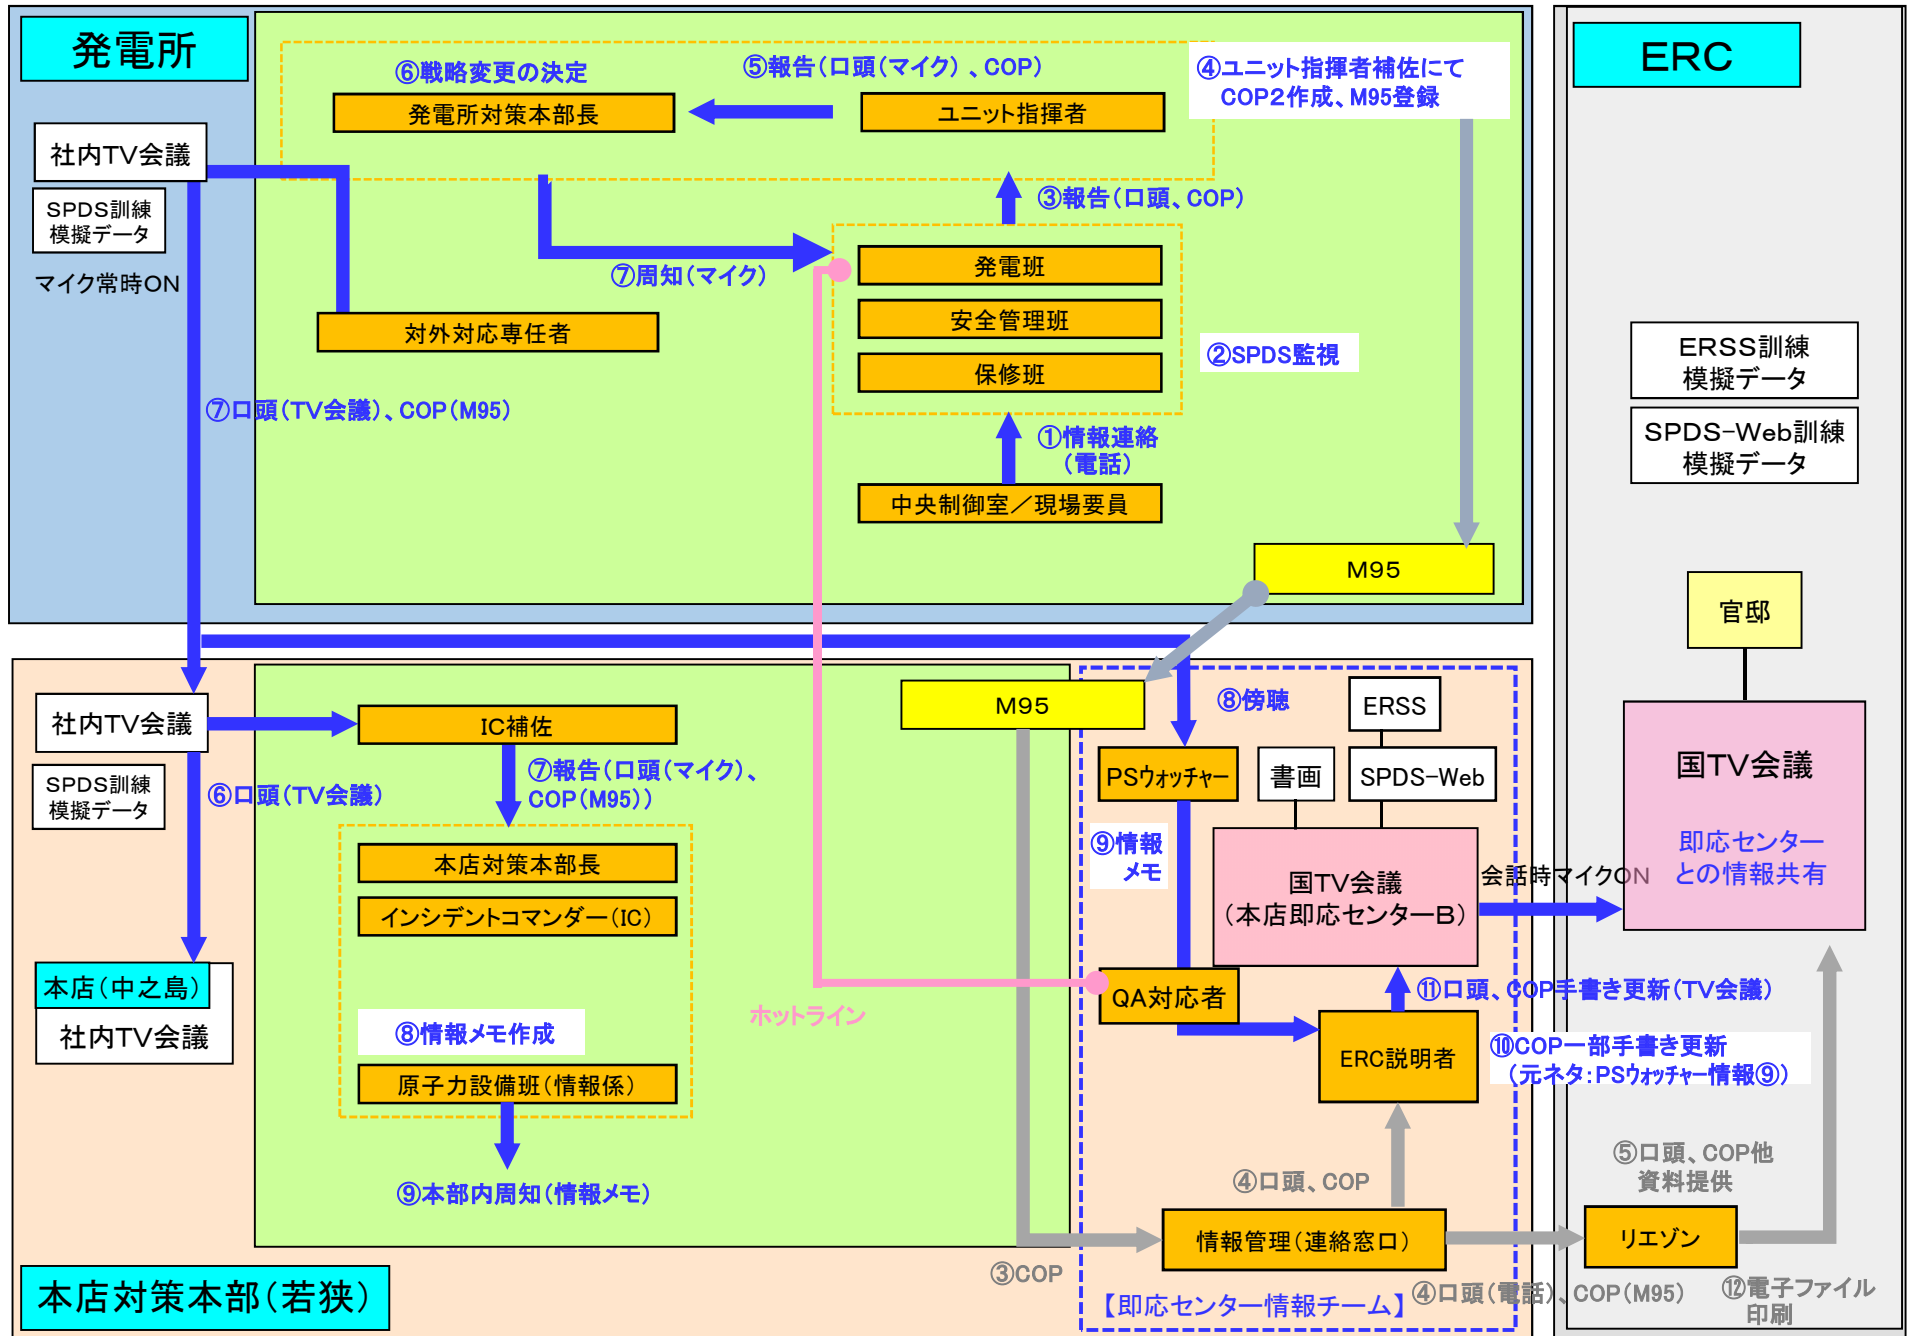 発電所
⑥戦略変更の決定
⑤報告(口頭(マイク)、COP)
④ユニット指揮者補佐にて
COP2作成、M95登録
発電所対策本部長
ユニット指揮者
社内TV会議
SPDS訓練
模擬データ
マイク常時ON
③報告(口頭、COP)
⑦周知(マイク)
発電班
安全管理班
保修班
②SPDS監視
対外対応専任者
⑦口頭(TV会議)、COP(M95)
①情報連絡
(電話)
中央制御室／現場要員
M95
ERC
ERSS訓練
模擬データ
SPDS-Web訓練
模擬データ
官邸
国TV会議
即応センター
との情報共有
社内TV会議
SPDS訓練
模擬データ
⑥口頭(TV会議)
本店(中之島)
社内TV会議
IC補佐
⑦報告(口頭(マイク)、
COP(M95))
本店対策本部長
インシデントコマンダー(IC)
⑧情報メモ作成
原子力設備班(情報係)
⑨本部内周知(情報メモ)
本店対策本部(若狭)
ホットライン
M95
⑧傍聴
ERSS
PSウォッチャー
書画
SPDS-Web
⑨情報
メモ
国TV会議
(本店即応センターB)
会話時マイクON
QA対応者
⑪口頭、COP手書き更新(TV会議)
ERC説明者
⑩COP一部手書き更新
(元ネタ:PSウォッチャー情報⑨)
④口頭、COP
⑤口頭、COP他
資料提供
情報管理(連絡窓口)
リエゾン
③COP
【即応センター情報チーム】
④口頭(電話)、COP(M95)
⑫電子ファイル
印刷